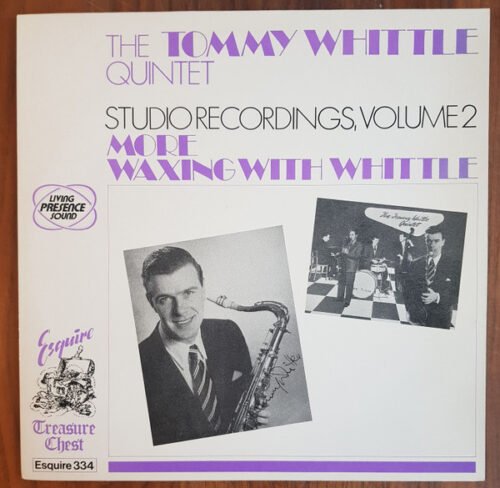 THE TOMMY WHITTLE
QUINTET
STUDIO RECORDINGS, VOLUME 2
MORE
WAXING WITH WHITTLE
LIVING
PRESENCE
SOUND
The Tommy Whittle
Quintet
Esquire
Treasure
Chest
Esquire 334